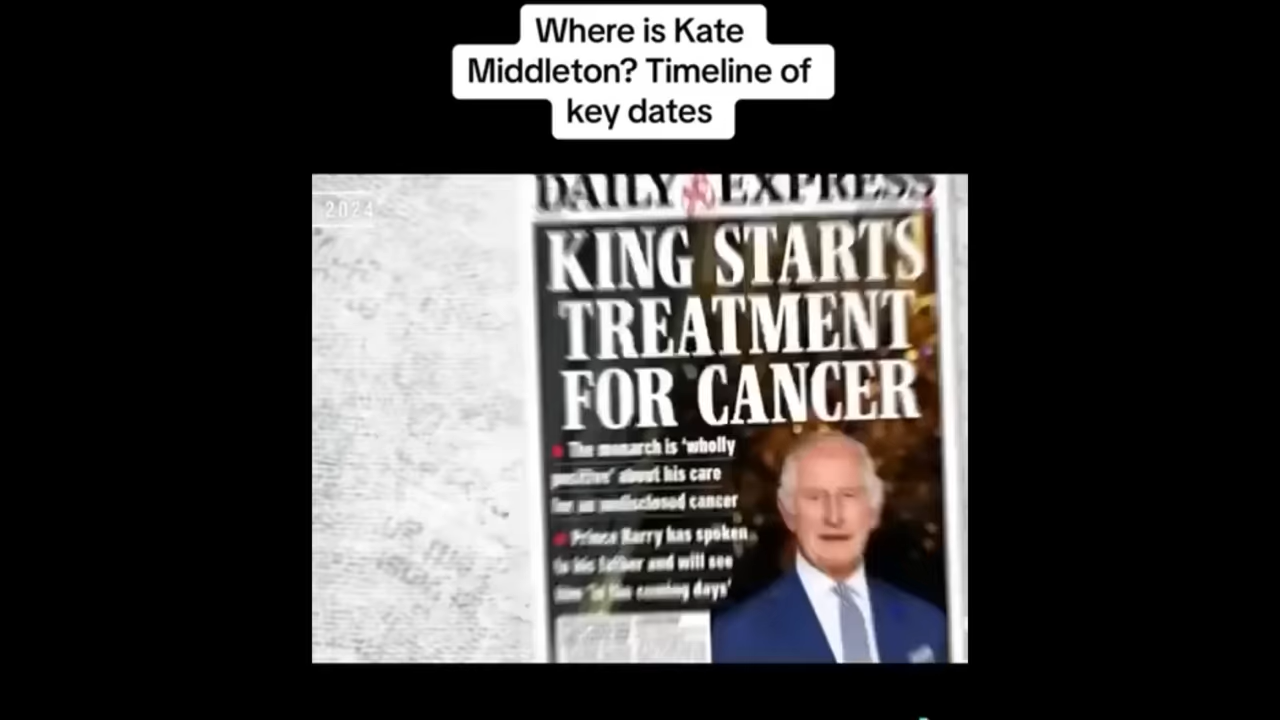 Where is Kate
Middleton? Timeline of
key dates
2024
DAILY EXPRESS
KING STARTS
TREATMENT
FOR CANCER
The monarch is 'wholly
positive' about his care
for an undisclosed cancer
Prince Harry has spoken
to his father and will see
him 'in the coming days'